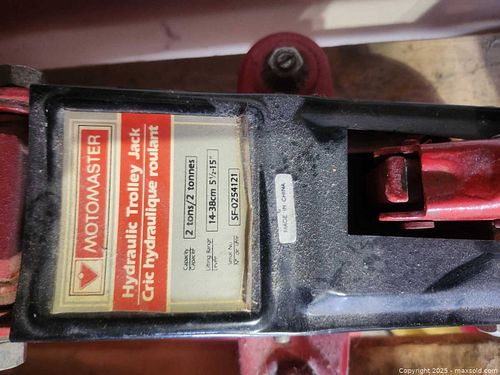 MOTOMASTER
Hydraulic Trolley Jack
Cric hydraulique roulant
Capacity
Capacité
2 tons/2 tonnes
Lifting Range
14-38cm 5½-15"
Serial No.
SF-0254121
MADE IN CHINA
Copyright 2025 - maxsold.com